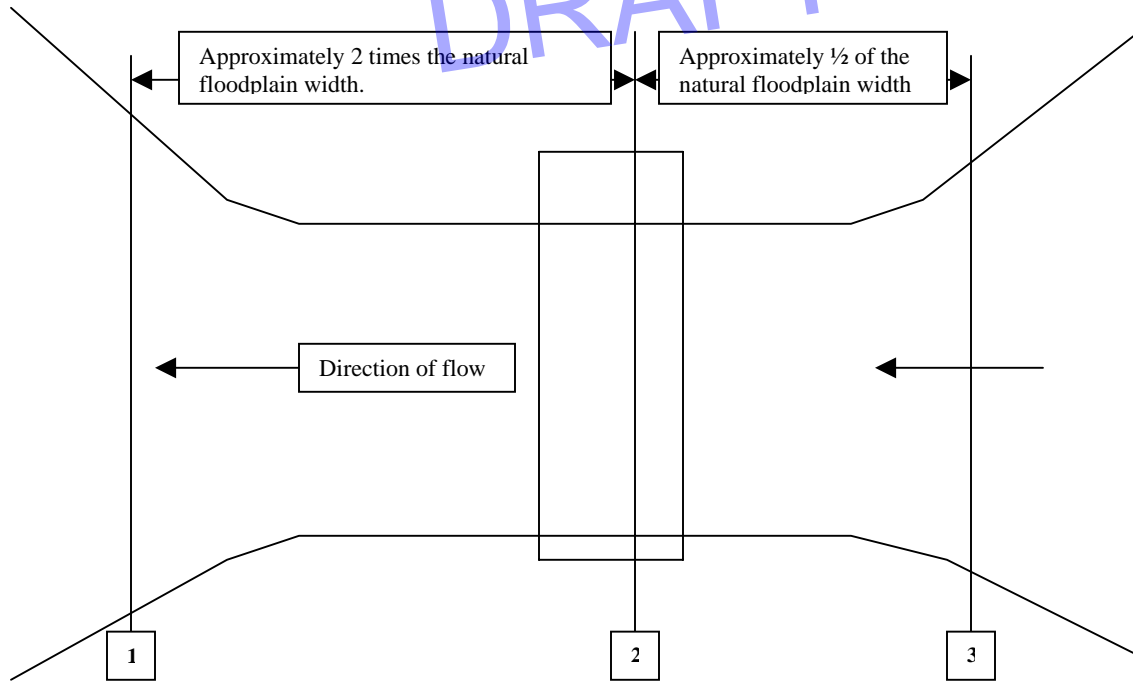 DRAFT
Approximately 2 times the natural
floodplain width.
Approximately ½ of the
natural floodplain width
Direction of flow
1
2
3